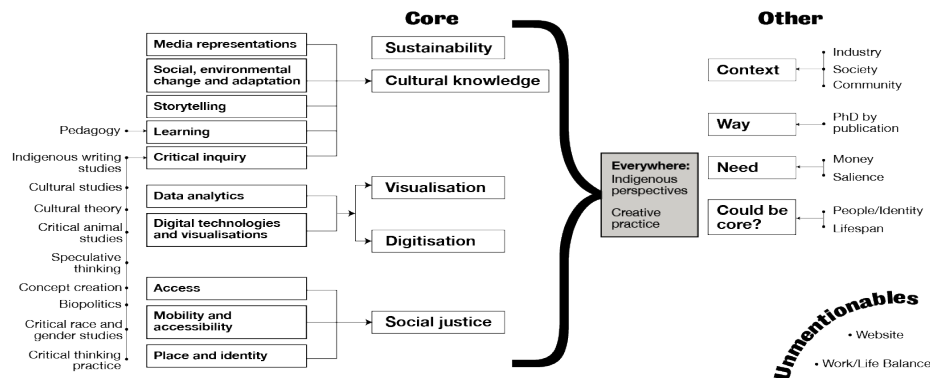 Core
Other
Pedagogy
Indigenous writing
studies
Cultural studies
Cultural theory
Critical animal
studies
Speculative
thinking
Concept creation
Biopolitics
Critical race and
gender studies
Critical thinking
practice
Media representations
Social, environmental
change and adaptation
Storytelling
Learning
Critical inquiry
Data analytics
Digital technologies
and visualisations
Access
Mobility and
accessibility
Place and identity
Sustainability
Cultural knowledge
Visualisation
Digitisation
Social justice
Everywhere:
Indigenous
perspectives
Creative
practice
Context
Industry
Society
Community
Way
PhD by
publication
Need
Money
Salience
Could be
core?
People/Identity
Lifespan
Unmentionables
Website
Work/Life Balance